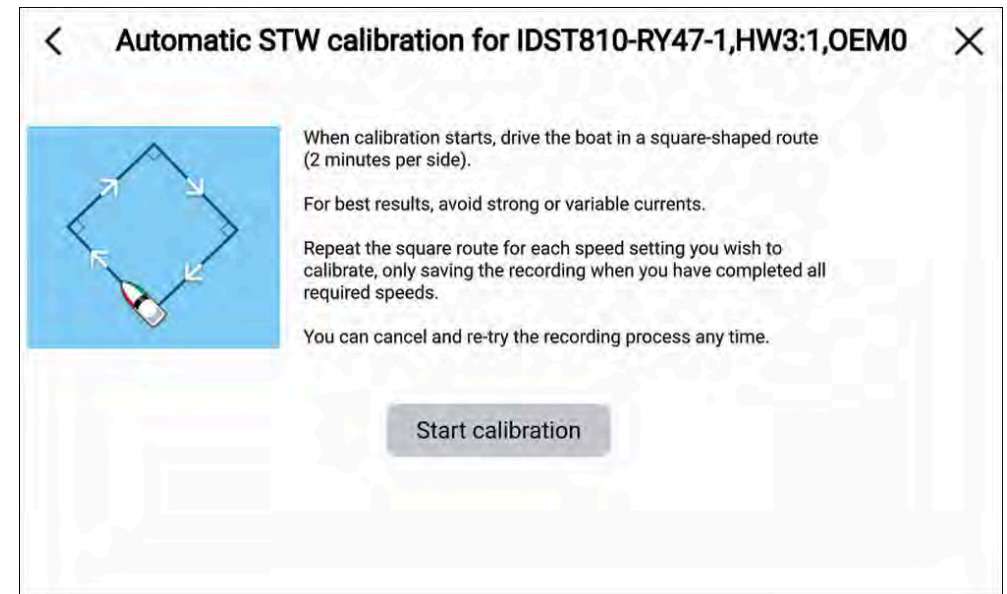 Automatic STW calibration for IDST810-RY47-1,HW3:1,OEM0
When calibration starts, drive the boat in a square-shaped route
(2 minutes per side).
For best results, avoid strong or variable currents.
Repeat the square route for each speed setting you wish to
calibrate, only saving the recording when you have completed all
required speeds.
You can cancel and re-try the recording process any time.
Start calibration